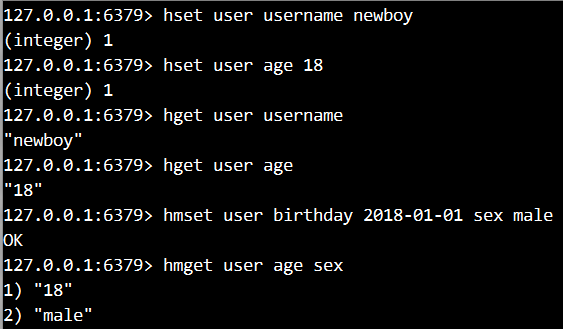 127.0.0.1:6379> hset user username newboy
(integer) 1
127.0.0.1:6379> hset user age 18
(integer) 1
127.0.0.1:6379> hget user username
"newboy"
127.0.0.1:6379> hget user age
"18"
127.0.0.1:6379> hmset user birthday 2018-01-01 sex male
OK
127.0.0.1:6379> hmget user age sex
1) "18"
2) "male"